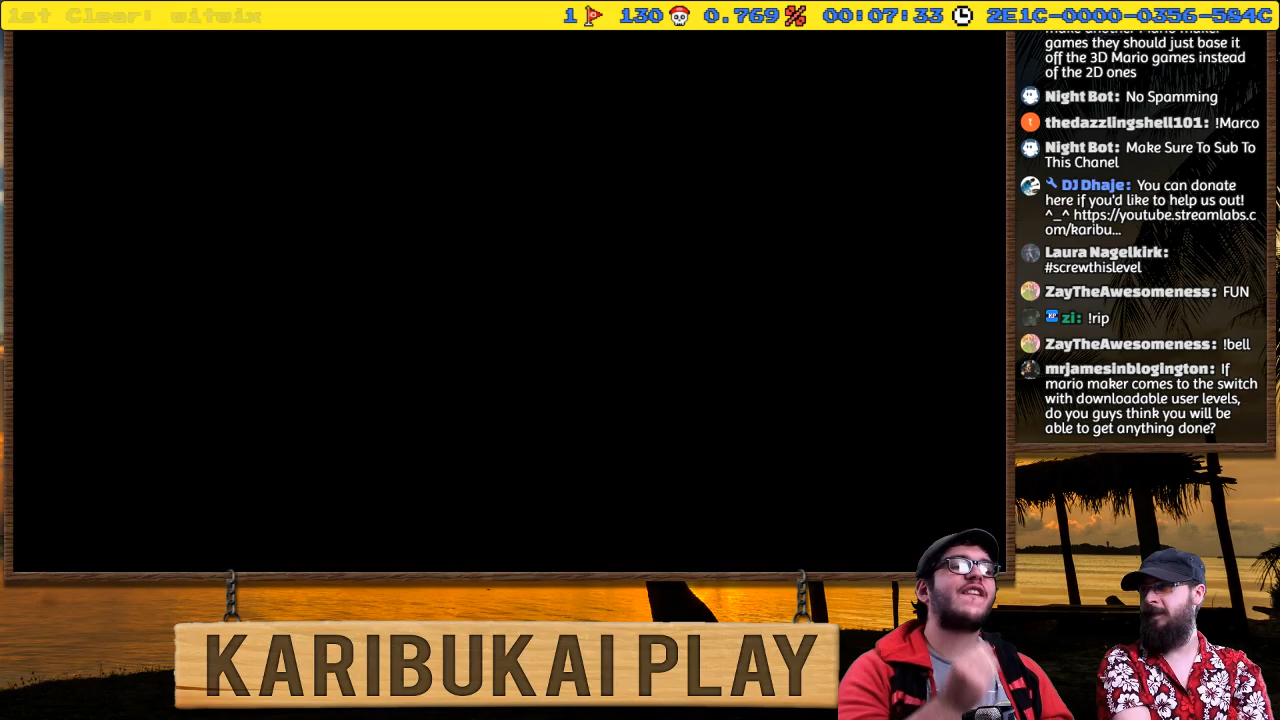 1st Clear: witwix
1 130 0.769% 00:07:33 2E1C-0000-0356-584C
games they should just base it
off the 3D Mario games instead
of the 2D ones
Night Bot: No Spamming
thedazzlingshell101: !Marco
Night Bot: Make Sure To Sub To
This Chanel
DJ Dhaje: You can donate
here if you'd like to help us out!
^_^ https://youtube.streamlabs.c
om/karibu...
Laura Nagelkirk:
#screwthislevel
ZayTheAwesomeness: FUN
zi: !rip
ZayTheAwesomeness: !bell
mrjamesinblogington: If
mario maker comes to the switch
with downloadable user levels,
do you guys think you will be
able to get anything done?
KARIBUKAI PLAY